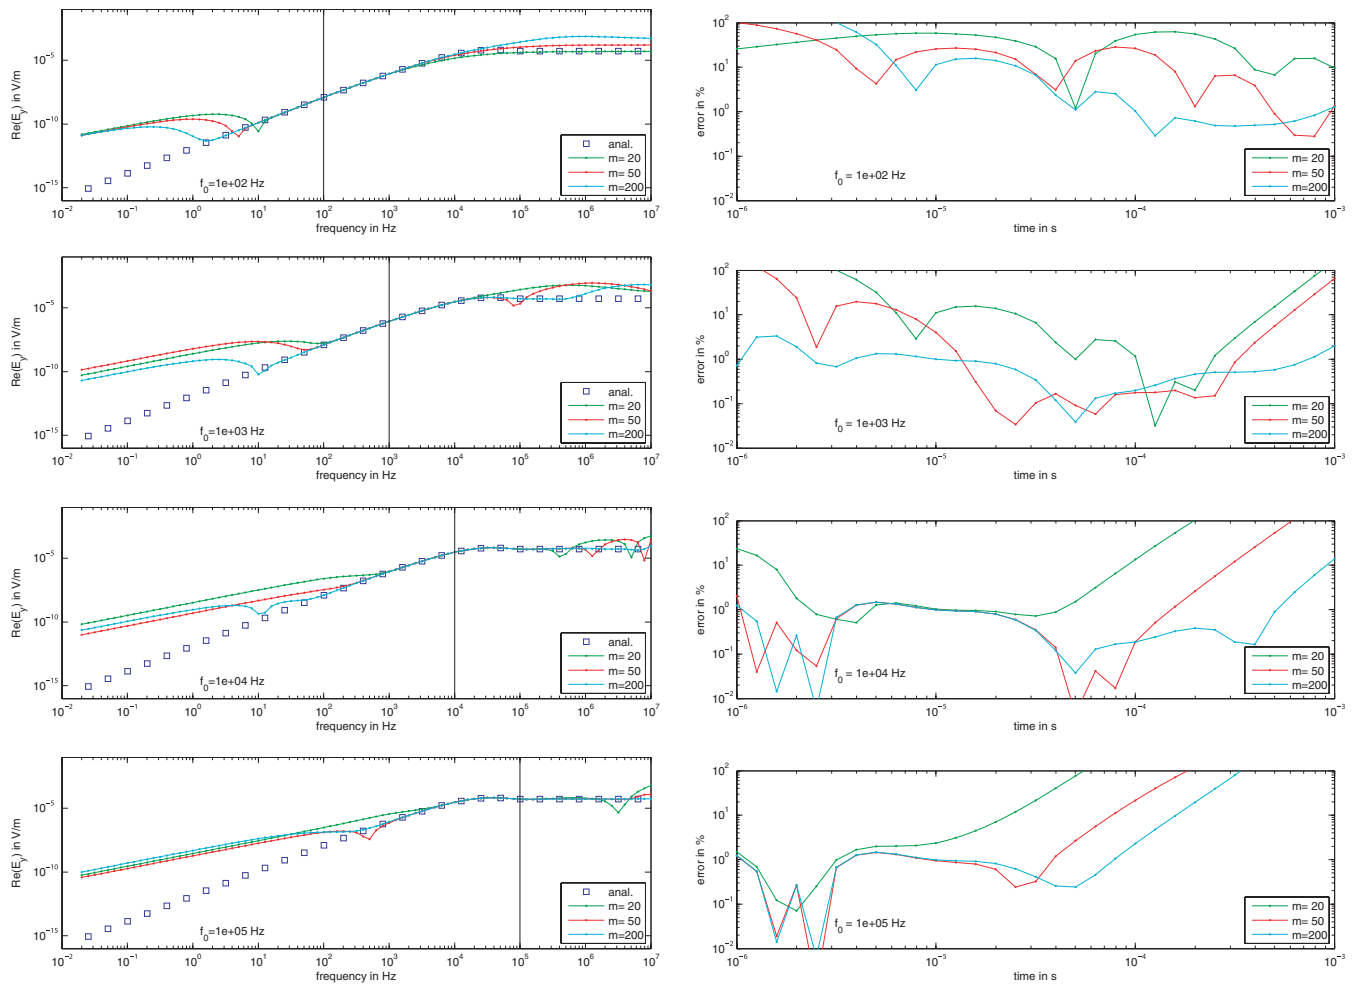 Re(E_y) in V/m
10^−5
10^−10
10^−15
f_0=1e+02 Hz
anal.
m= 20
m= 50
m=200
10^−2 10^−1 10^0 10^1 10^2 10^3 10^4 10^5 10^6 10^7
frequency in Hz
error in %
10^2
10^1
10^0
10^−1
10^−2
f_0 = 1e+02 Hz
m= 20
m= 50
m=200
10^−6 10^−5 10^−4 10^−3
time in s
Re(E_y) in V/m
10^−5
10^−10
10^−15
f_0=1e+03 Hz
anal.
m= 20
m= 50
m=200
10^−2 10^−1 10^0 10^1 10^2 10^3 10^4 10^5 10^6 10^7
frequency in Hz
error in %
10^2
10^1
10^0
10^−1
10^−2
f_0 = 1e+03 Hz
m= 20
m= 50
m=200
10^−6 10^−5 10^−4 10^−3
time in s
Re(E_y) in V/m
10^−5
10^−10
10^−15
f_0=1e+04 Hz
anal.
m= 20
m= 50
m=200
10^−2 10^−1 10^0 10^1 10^2 10^3 10^4 10^5 10^6 10^7
frequency in Hz
error in %
10^2
10^1
10^0
10^−1
10^−2
f_0 = 1e+04 Hz
m= 20
m= 50
m=200
10^−6 10^−5 10^−4 10^−3
time in s
Re(E_y) in V/m
10^−5
10^−10
10^−15
f_0=1e+05 Hz
anal.
m= 20
m= 50
m=200
10^−2 10^−1 10^0 10^1 10^2 10^3 10^4 10^5 10^6 10^7
frequency in Hz
error in %
10^2
10^1
10^0
10^−1
10^−2
f_0 = 1e+05 Hz
m= 20
m= 50
m=200
10^−6 10^−5 10^−4 10^−3
time in s